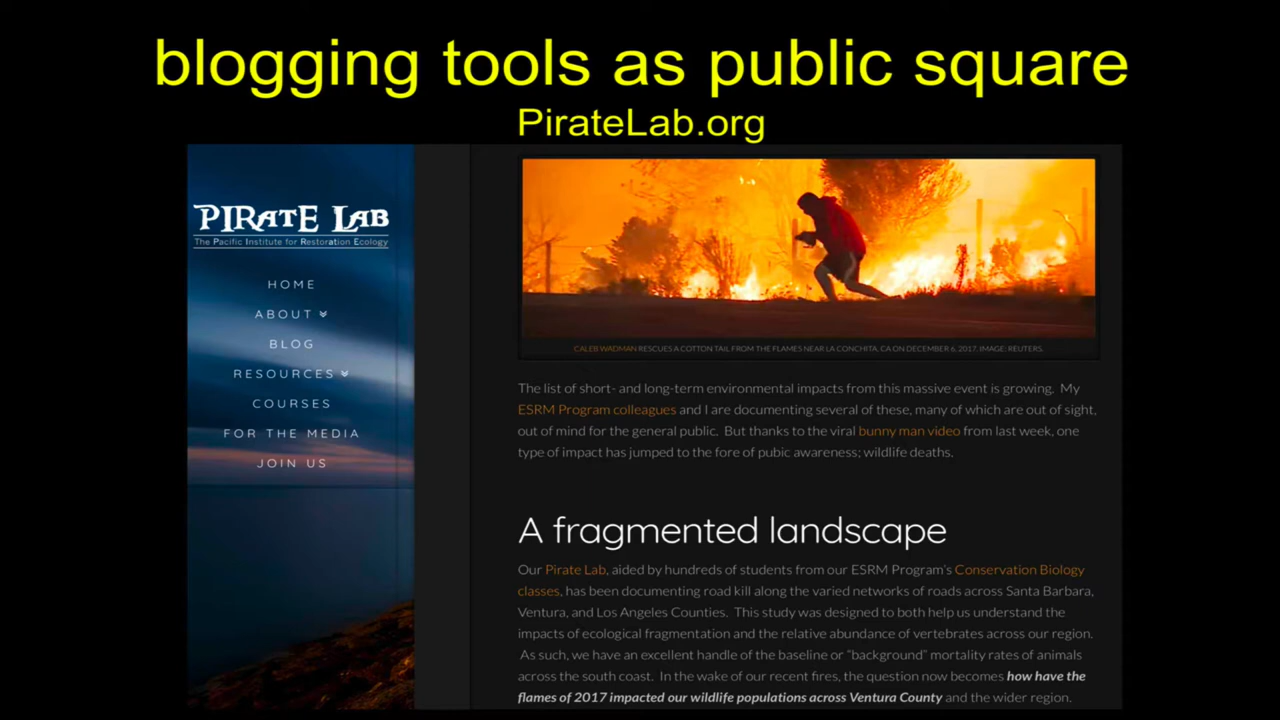 blogging tools as public square
PirateLab.org
PIRATE LAB
The Pacific Institute for Restoration Ecology
HOME
ABOUT
BLOG
RESOURCES
COURSES
FOR THE MEDIA
JOIN US
CALEB WADMAN RESCUES A COTTON TAIL FROM THE FLAMES NEAR LA CONCHITA, CA ON DECEMBER 6, 2017. IMAGE: REUTERS.
The list of short- and long-term environmental impacts from this massive event is growing. My
ESRM Program colleagues and I are documenting several of these, many of which are out of sight,
out of mind for the general public. But thanks to the viral bunny man video from last week, one
type of impact has jumped to the fore of pubic awareness; wildlife deaths.
A fragmented landscape
Our Pirate Lab, aided by hundreds of students from our ESRM Program's Conservation Biology
classes, has been documenting road kill along the varied networks of roads across Santa Barbara,
Ventura, and Los Angeles Counties. This study was designed to both help us understand the
impacts of ecological fragmentation and the relative abundance of vertebrates across our region.
As such, we have an excellent handle of the baseline or "background" mortality rates of animals
across the south coast. In the wake of our recent fires, the question now becomes how have the
flames of 2017 impacted our wildlife populations across Ventura County and the wider region.